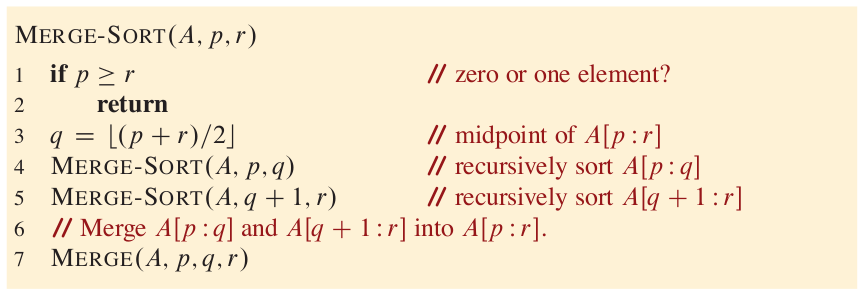 MERGE-SORT(A, p, r)
1 if p ≥ r // zero or one element?
2 return
3 q = ⌊(p + r)/2⌋ // midpoint of A[p : r]
4 MERGE-SORT(A, p, q) // recursively sort A[p : q]
5 MERGE-SORT(A, q + 1, r) // recursively sort A[q + 1 : r]
6 // Merge A[p : q] and A[q + 1 : r] into A[p : r].
7 MERGE(A, p, q, r)